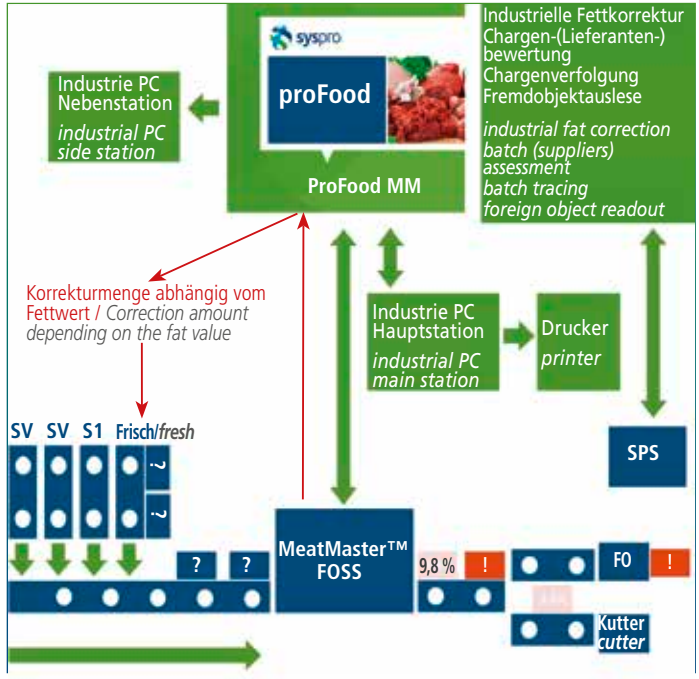 syspro
proFood
ProFood MM
Industrie PC
Nebenstation
industrial PC
side station
Industrielle Fettkorrektur
Chargen-(Lieferanten-)
bewertung
Chargenverfolgung
Fremdobjektauslese
industrial fat correction
batch (suppliers)
assessment
batch tracing
foreign object readout
Korrekturmenge abhängig vom
Fettwert / Correction amount
depending on the fat value
Industrie PC
Hauptstation
industrial PC
main station
Drucker
printer
SV SV S1 Frisch/fresh
?
?
SPS
MeatMaster™
FOSS
? ?
9,8 % !
FO !
Kutter
cutter